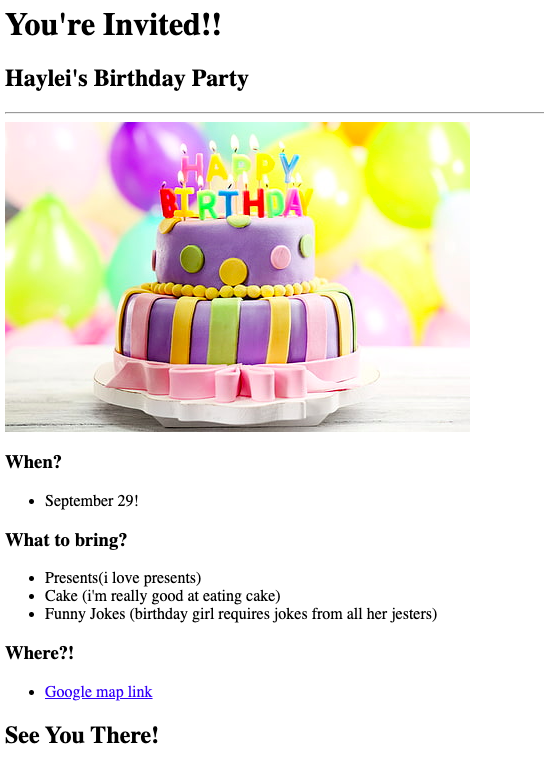 You're Invited!!
Haylei's Birthday Party
HAPPY
BIRTHDAY
When?
September 29!
What to bring?
Presents(i love presents)
Cake (i'm really good at eating cake)
Funny Jokes (birthday girl requires jokes from all her jesters)
Where?!
Google map link
See You There!